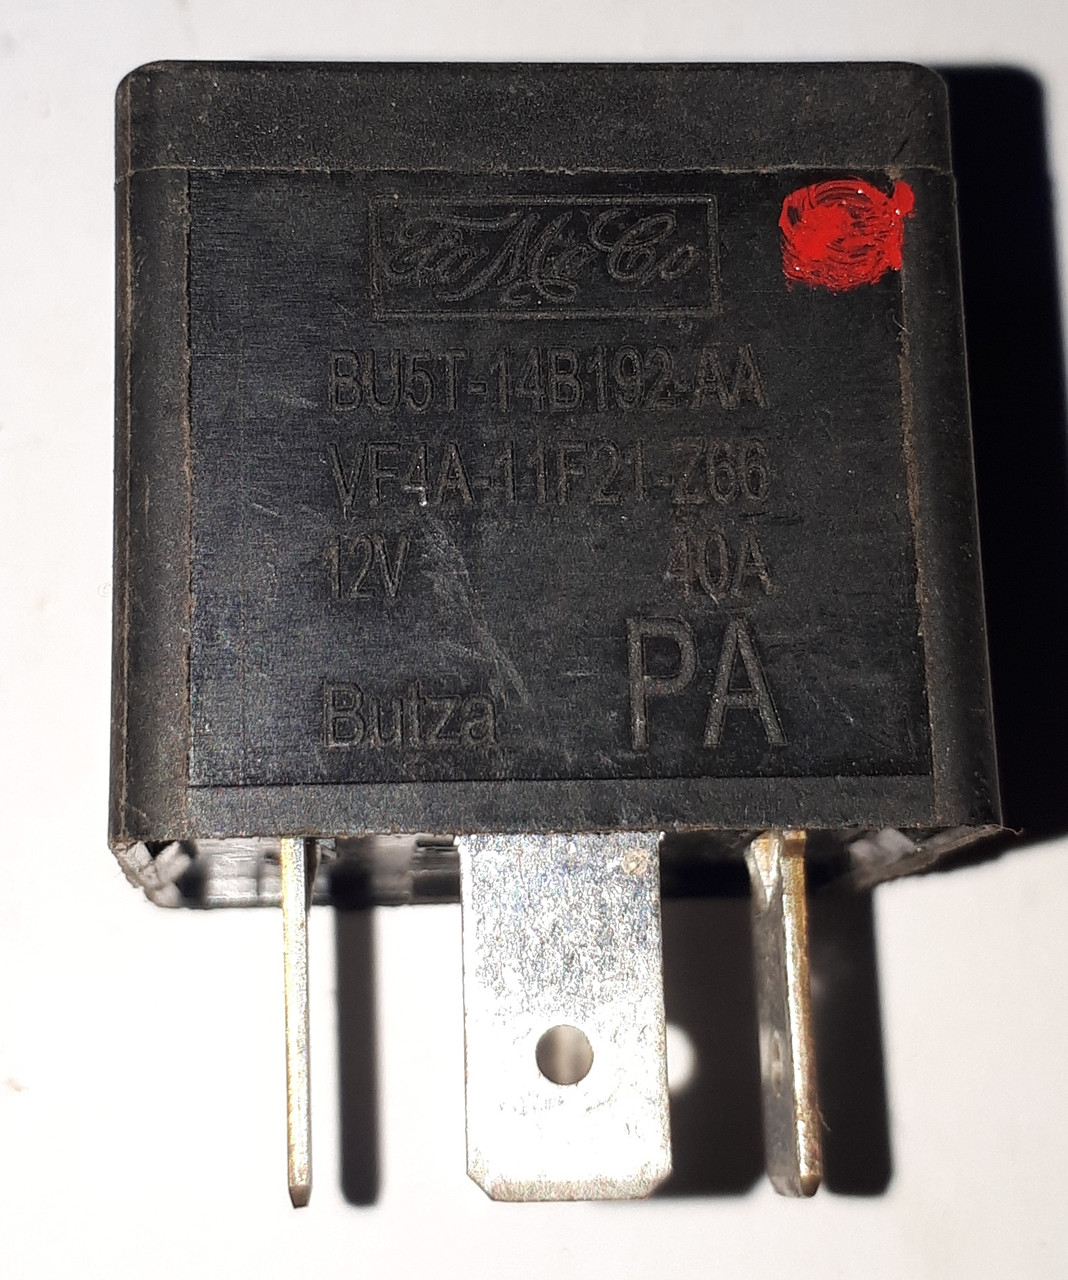 FoMoCo
BU5T-14B192-AA
VF4A-11F21-Z66
12V 40A
PA
Butza